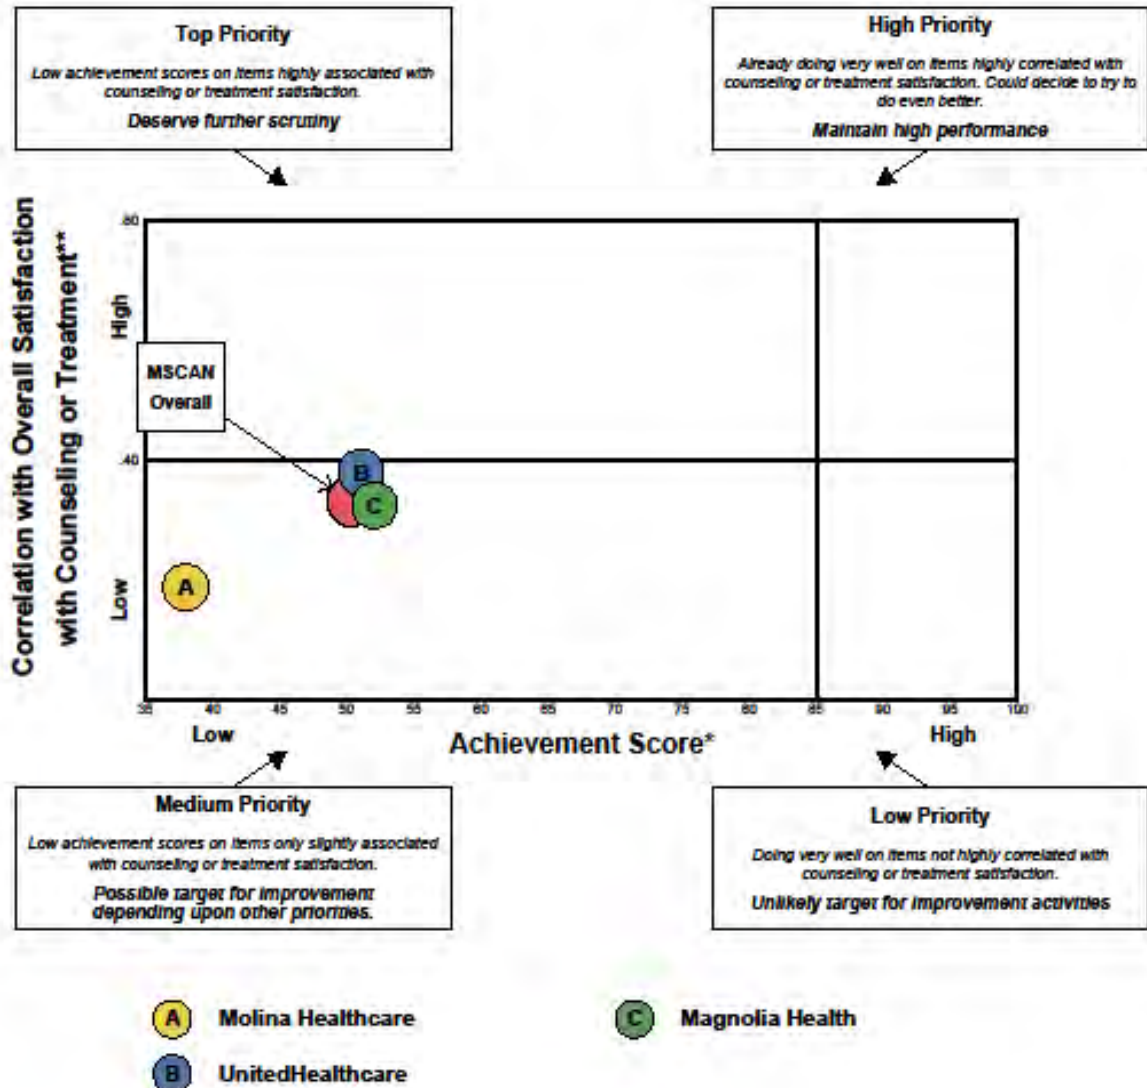 Top Priority
Low achievement scores on items highly associated with
counseling or treatment satisfaction.
Deserve further scrutiny
High Priority
Already doing very well on items highly correlated with
counseling or treatment satisfaction. Could decide to try to
do even better.
Maintain high performance
Correlation with Overall Satisfaction
with Counseling or Treatment**
.80
High
MSCAN
Overall
.40
B
C
A
Low
35 40 45 50 55 60 65 70 75 80 85 90 95 100
Low
Achievement Score*
High
Medium Priority
Low achievement scores on items only slightly associated
with counseling or treatment satisfaction.
Possible target for improvement
depending upon other priorities.
Low Priority
Doing very well on items not highly correlated with
counseling or treatment satisfaction.
Unlikely target for improvement activities
A Molina Healthcare
C Magnolia Health
B UnitedHealthcare